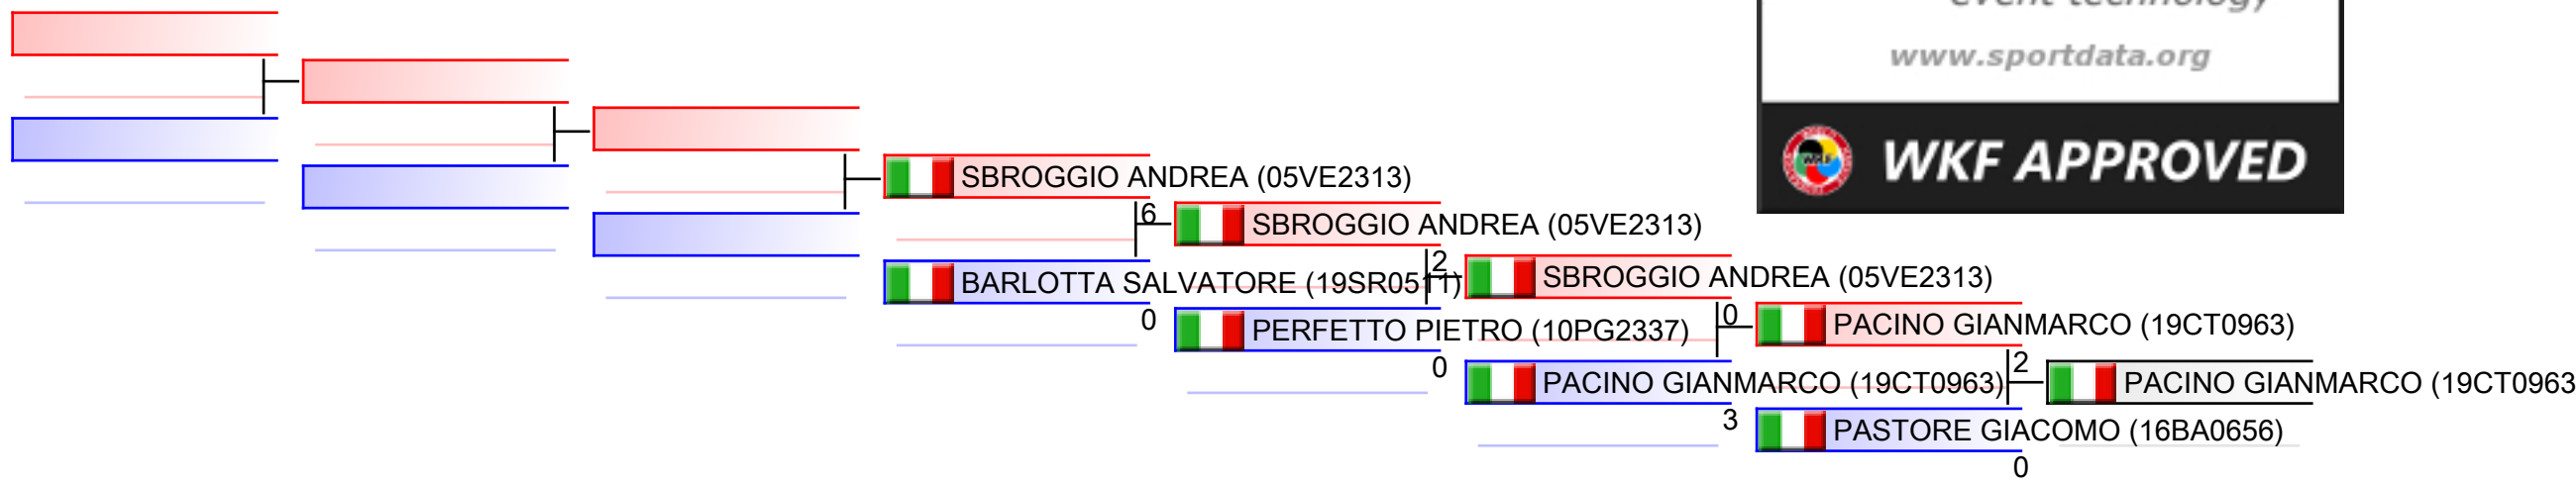 event technology
www.sportdata.org
WKF APPROVED
SBROGGIO ANDREA (05VE2313)
6
SBROGGIO ANDREA (05VE2313)
BARLOTTA SALVATORE (19SR0511)
2
SBROGGIO ANDREA (05VE2313)
0
PERFETTO PIETRO (10PG2337)
0
PACINO GIANMARCO (19CT0963)
0
PACINO GIANMARCO (19CT0963)
2
PACINO GIANMARCO (19CT0963
3
PASTORE GIACOMO (16BA0656)
0